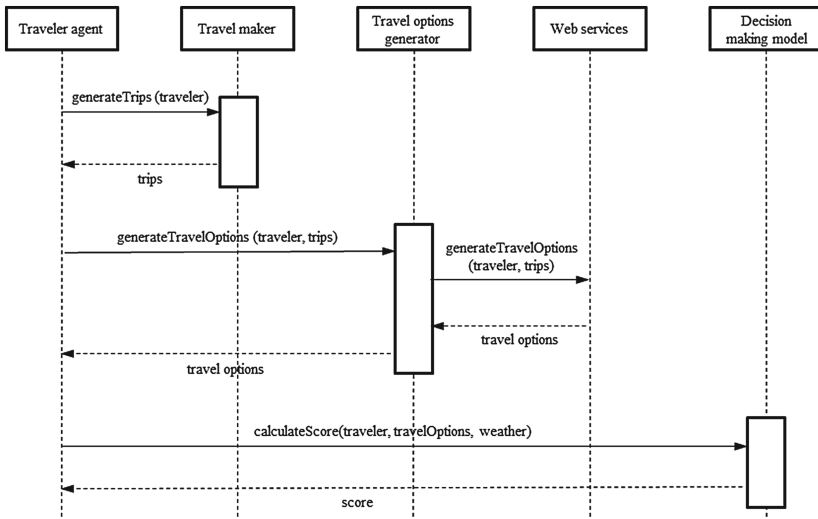 Traveler agent
Travel maker
Travel options
generator
Web services
Decision
making model
generateTrips (traveler)
trips
generateTravelOptions (traveler, trips)
generateTravelOptions
(traveler, trips)
travel options
travel options
calculateScore(traveler, travelOptions, weather)
score